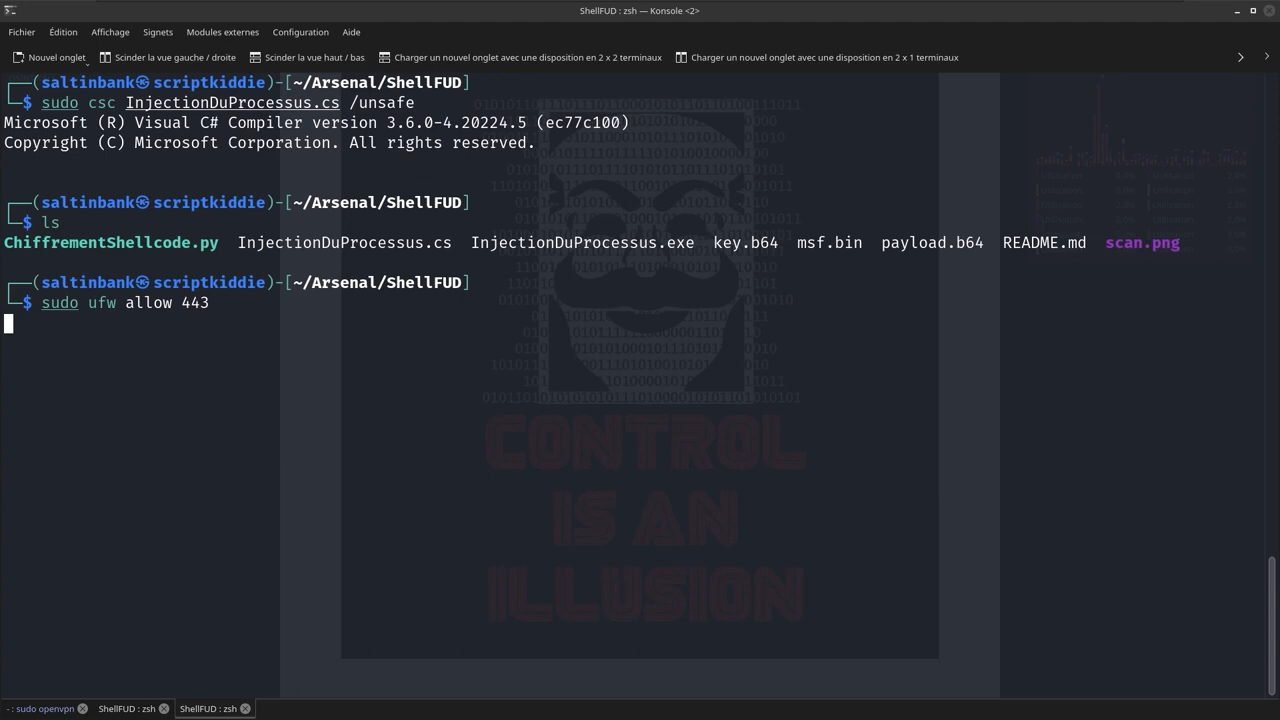 ShellFUD : zsh — Konsole <2>
Fichier Édition Affichage Signets Modules externes Configuration Aide
Nouvel onglet Scinder la vue gauche / droite Scinder la vue haut / bas Charger un nouvel onglet avec une disposition en 2 x 2 terminaux Charger un nouvel onglet avec une disposition en 2 x 1 terminaux
┌──(saltinbank㉿scriptkiddie)-[~/Arsenal/ShellFUD]
└─$ sudo csc InjectionDuProcessus.cs /unsafe
Microsoft (R) Visual C# Compiler version 3.6.0-4.20224.5 (ec77c100)
Copyright (C) Microsoft Corporation. All rights reserved.
┌──(saltinbank㉿scriptkiddie)-[~/Arsenal/ShellFUD]
└─$ ls
ChiffrementShellcode.py InjectionDuProcessus.cs InjectionDuProcessus.exe key.b64 msf.bin payload.b64 README.md scan.png
┌──(saltinbank㉿scriptkiddie)-[~/Arsenal/ShellFUD]
└─$ sudo ufw allow 443
CONTROL
IS AN
ILLUSION
- : sudo openvpn ShellFUD : zsh ShellFUD : zsh